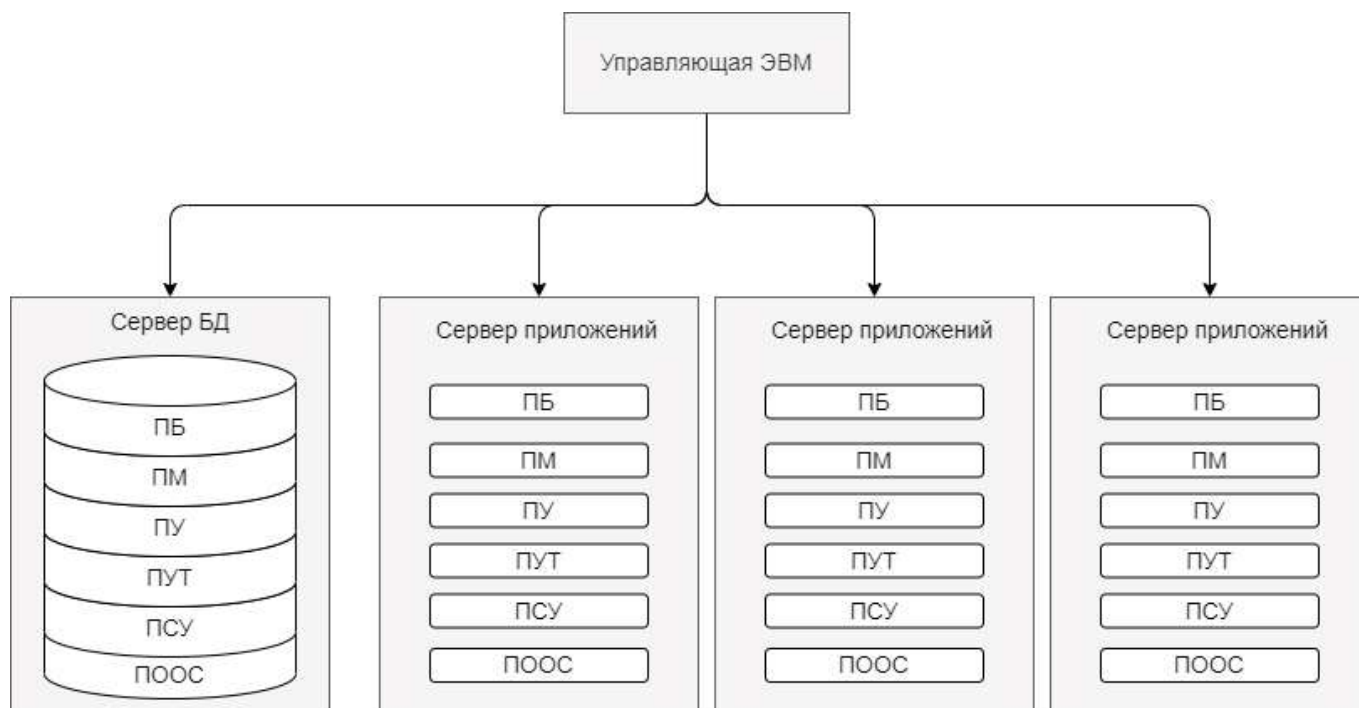 Управляющая ЭВМ
Сервер БД
ПБ
ПМ
ПУ
ПУТ
ПСУ
ПООС
Сервер приложений
ПБ
ПМ
ПУ
ПУТ
ПСУ
ПООС
Сервер приложений
ПБ
ПМ
ПУ
ПУТ
ПСУ
ПООС
Сервер приложений
ПБ
ПМ
ПУ
ПУТ
ПСУ
ПООС